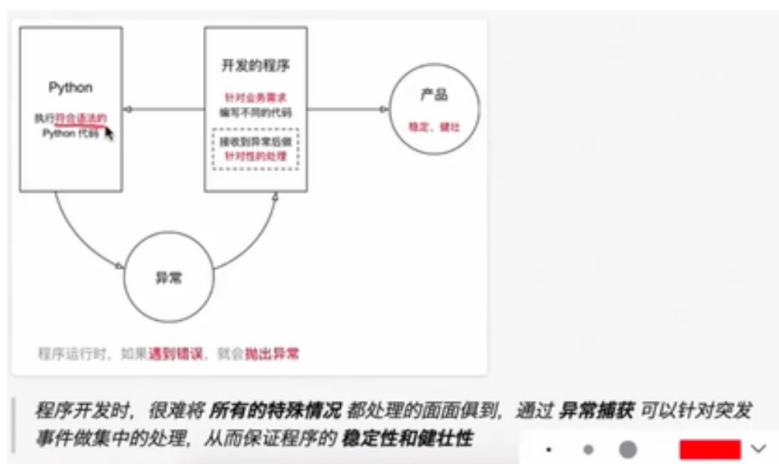 Python
执行符合语法的
Python 代码
开发的程序
针对业务需求
编写不同的代码
接收到异常后做
针对性的处理
产品
稳定、健壮
异常
程序运行时，如果遇到错误，就会抛出异常
程序开发时，很难将 所有的特殊情况 都处理的面面俱到，通过 异常捕获 可以针对突发
事件做集中的处理，从而保证程序的 稳定性和健壮性